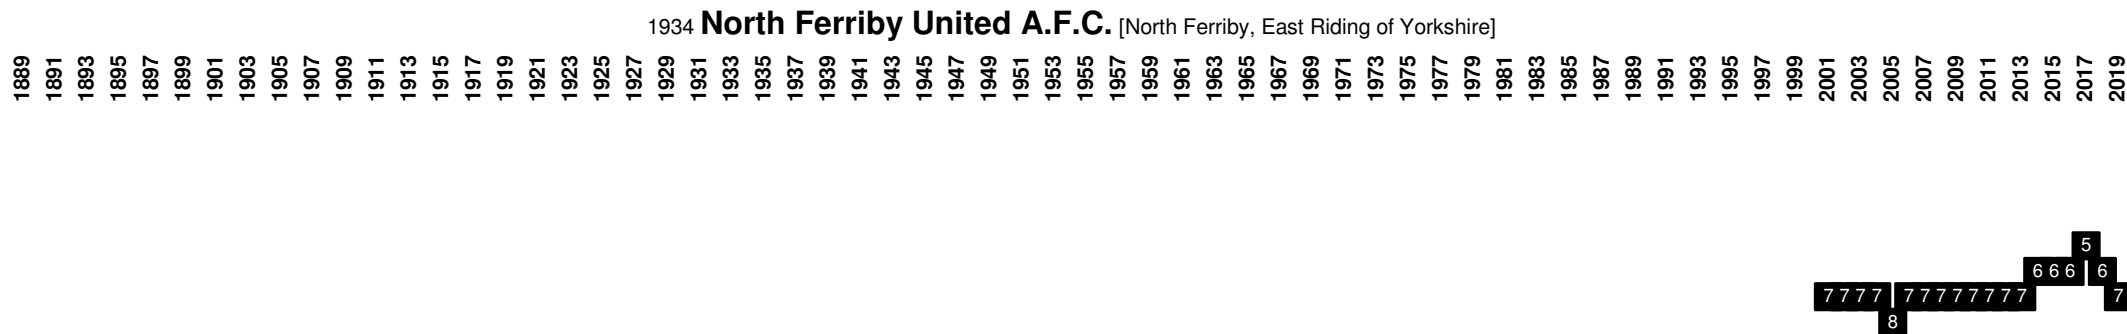 1934 North Ferriby United A.F.C. [North Ferriby, East Riding of Yorkshire]
1889 1891 1893 1895 1897 1899 1901 1903 1905 1907 1909 1911 1913 1915 1917 1919 1921 1923 1925 1927 1929 1931 1933 1935 1937 1939 1941 1943 1945 1947 1949 1951 1953 1955 1957 1959 1961 1963 1965 1967 1969 1971 1973 1975 1977 1979 1981 1983 1985 1987 1989 1991 1993 1995 1997 1999 2001 2003 2005 2007 2009 2011 2013 2015 2017 2019
5
6 6 6 6
7 7 7 7 7 7 7 7 7 7 7 7 7
8